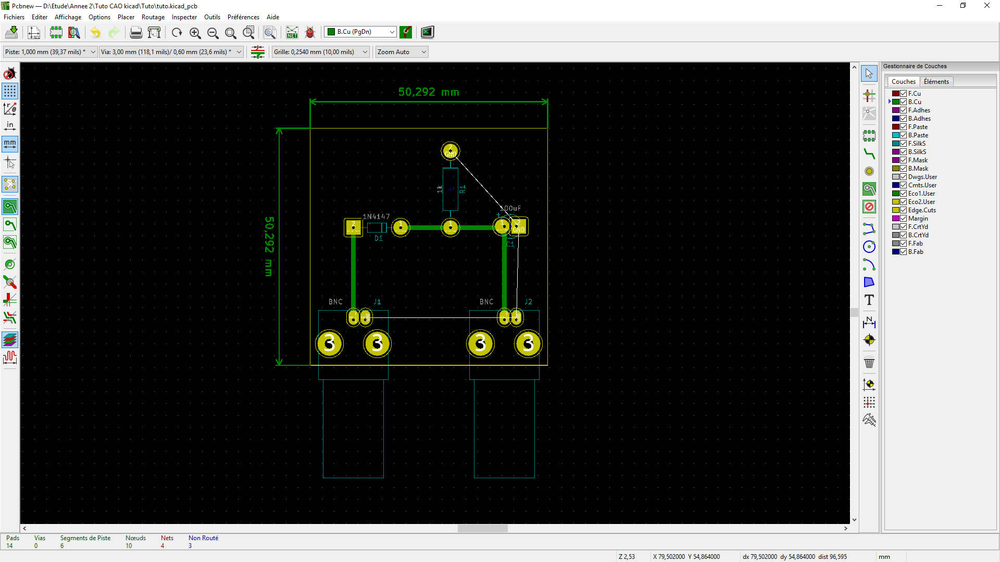 Pcbnew — D:\Etude\Annee 2\Tuto CAO kicad\Tuto\tuto.kicad_pcb
Fichiers Editer Affichage Options Placer Routage Inspecter Outils Préférences Aide
NET B.Cu (PgDn)
Piste: 1,000 mm (39,37 mils) * Via: 3,00 mm (118,1 mils)/ 0,60 mm (23,6 mils) * Grille: 0,2540 mm (10,00 mils) Zoom Auto
in
mm
50,292 mm
50,292 mm
2
GND
1k
R1
100uF
+
1N4147
2
1
1
1
2
GND
D1
C1
BNC J1
BNC J2
3 3 3 3
T
N
Gestionnaire de Couches
Couches Éléments
F.Cu
B.Cu
F.Adhes
B.Adhes
F.Paste
B.Paste
F.SilkS
B.SilkS
F.Mask
B.Mask
Dwgs.User
Cmts.User
Eco1.User
Eco2.User
Edge.Cuts
Margin
F.CrtYd
B.CrtYd
F.Fab
B.Fab
Pads Vias Segments de Piste Nœuds Nets Non Routé
14 0 6 10 4 3
Z 2,53 X 79,502000 Y 54,864000 dx 79,502000 dy 54,864000 dist 96,595 mm